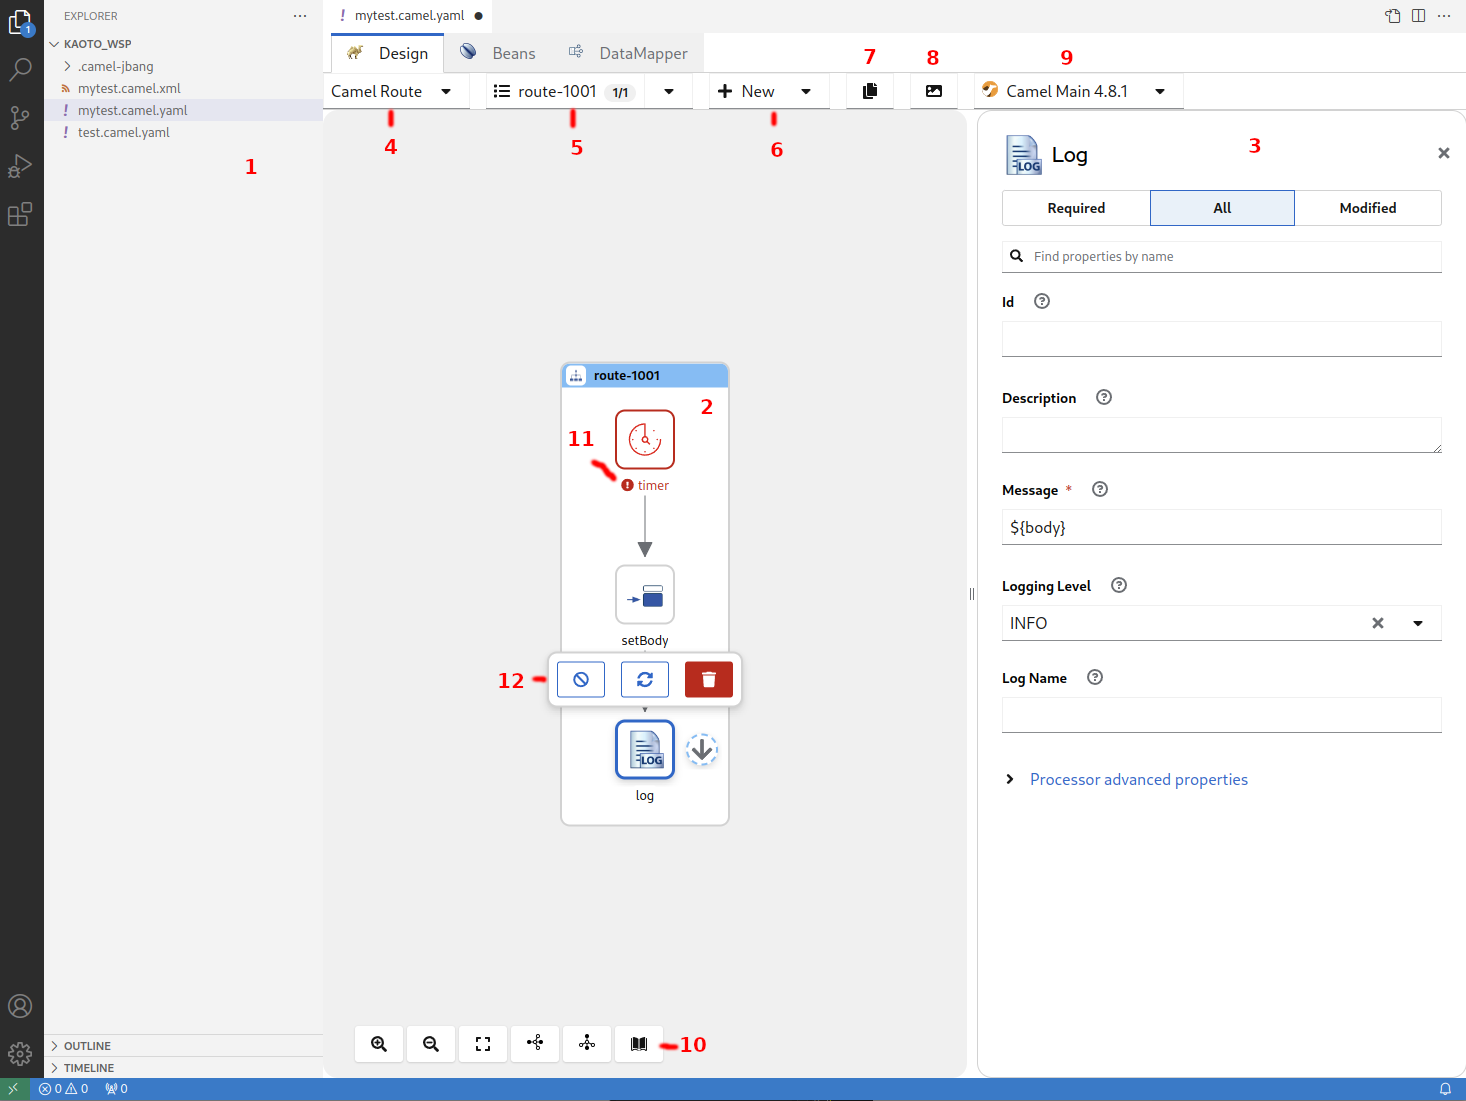 EXPLORER
KAOTO_WSP
.camel-jbang
mytest.camel.xml
! mytest.camel.yaml
! test.camel.yaml
1
OUTLINE
TIMELINE
1
! mytest.camel.yaml
Design
Beans
DataMapper
7
8
9
Camel Route
route-1001 1/1
New
Camel Main 4.8.1
4
5
6
route-1001
2
11
timer
setBody
12
LOG
log
10
3
LOG
Log
Required
All
Modified
Find properties by name
Id
Description
Message *
${body}
Logging Level
INFO
Log Name
Processor advanced properties
0 0 0